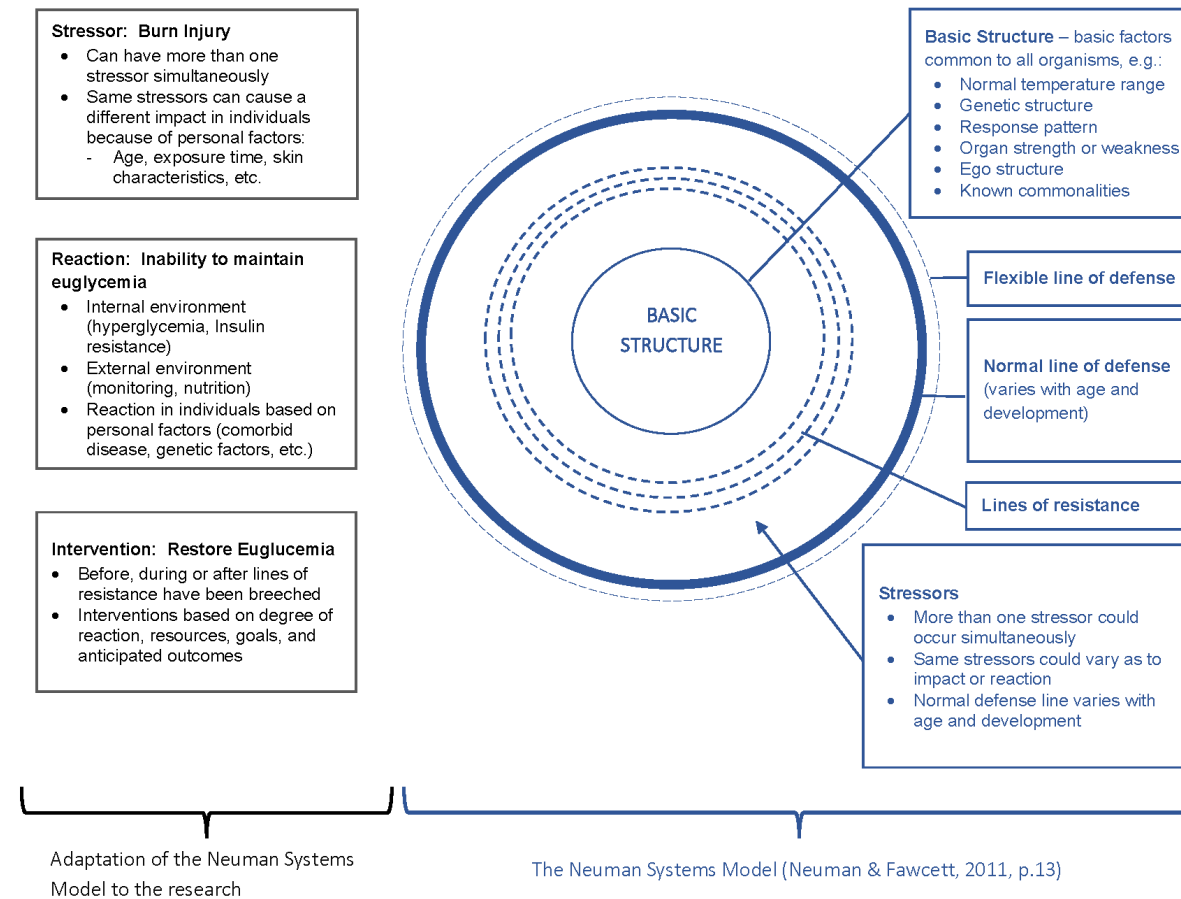 Stressor: Burn Injury
• Can have more than one
stressor simultaneously
• Same stressors can cause a
different impact in individuals
because of personal factors:
- Age, exposure time, skin
characteristics, etc.
Reaction: Inability to maintain
euglycemia
• Internal environment
(hyperglycemia, Insulin
resistance)
• External environment
(monitoring, nutrition)
• Reaction in individuals based on
personal factors (comorbid
disease, genetic factors, etc.)
Intervention: Restore Euglucemia
• Before, during or after lines of
resistance have been breeched
• Interventions based on degree of
reaction, resources, goals, and
anticipated outcomes
Adaptation of the Neuman Systems
Model to the research
BASIC
STRUCTURE
Basic Structure – basic factors
common to all organisms, e.g.:
• Normal temperature range
• Genetic structure
• Response pattern
• Organ strength or weakness
• Ego structure
• Known commonalities
Flexible line of defense
Normal line of defense
(varies with age and
development)
Lines of resistance
Stressors
• More than one stressor could
occur simultaneously
• Same stressors could vary as to
impact or reaction
• Normal defense line varies with
age and development
The Neuman Systems Model (Neuman & Fawcett, 2011, p.13)